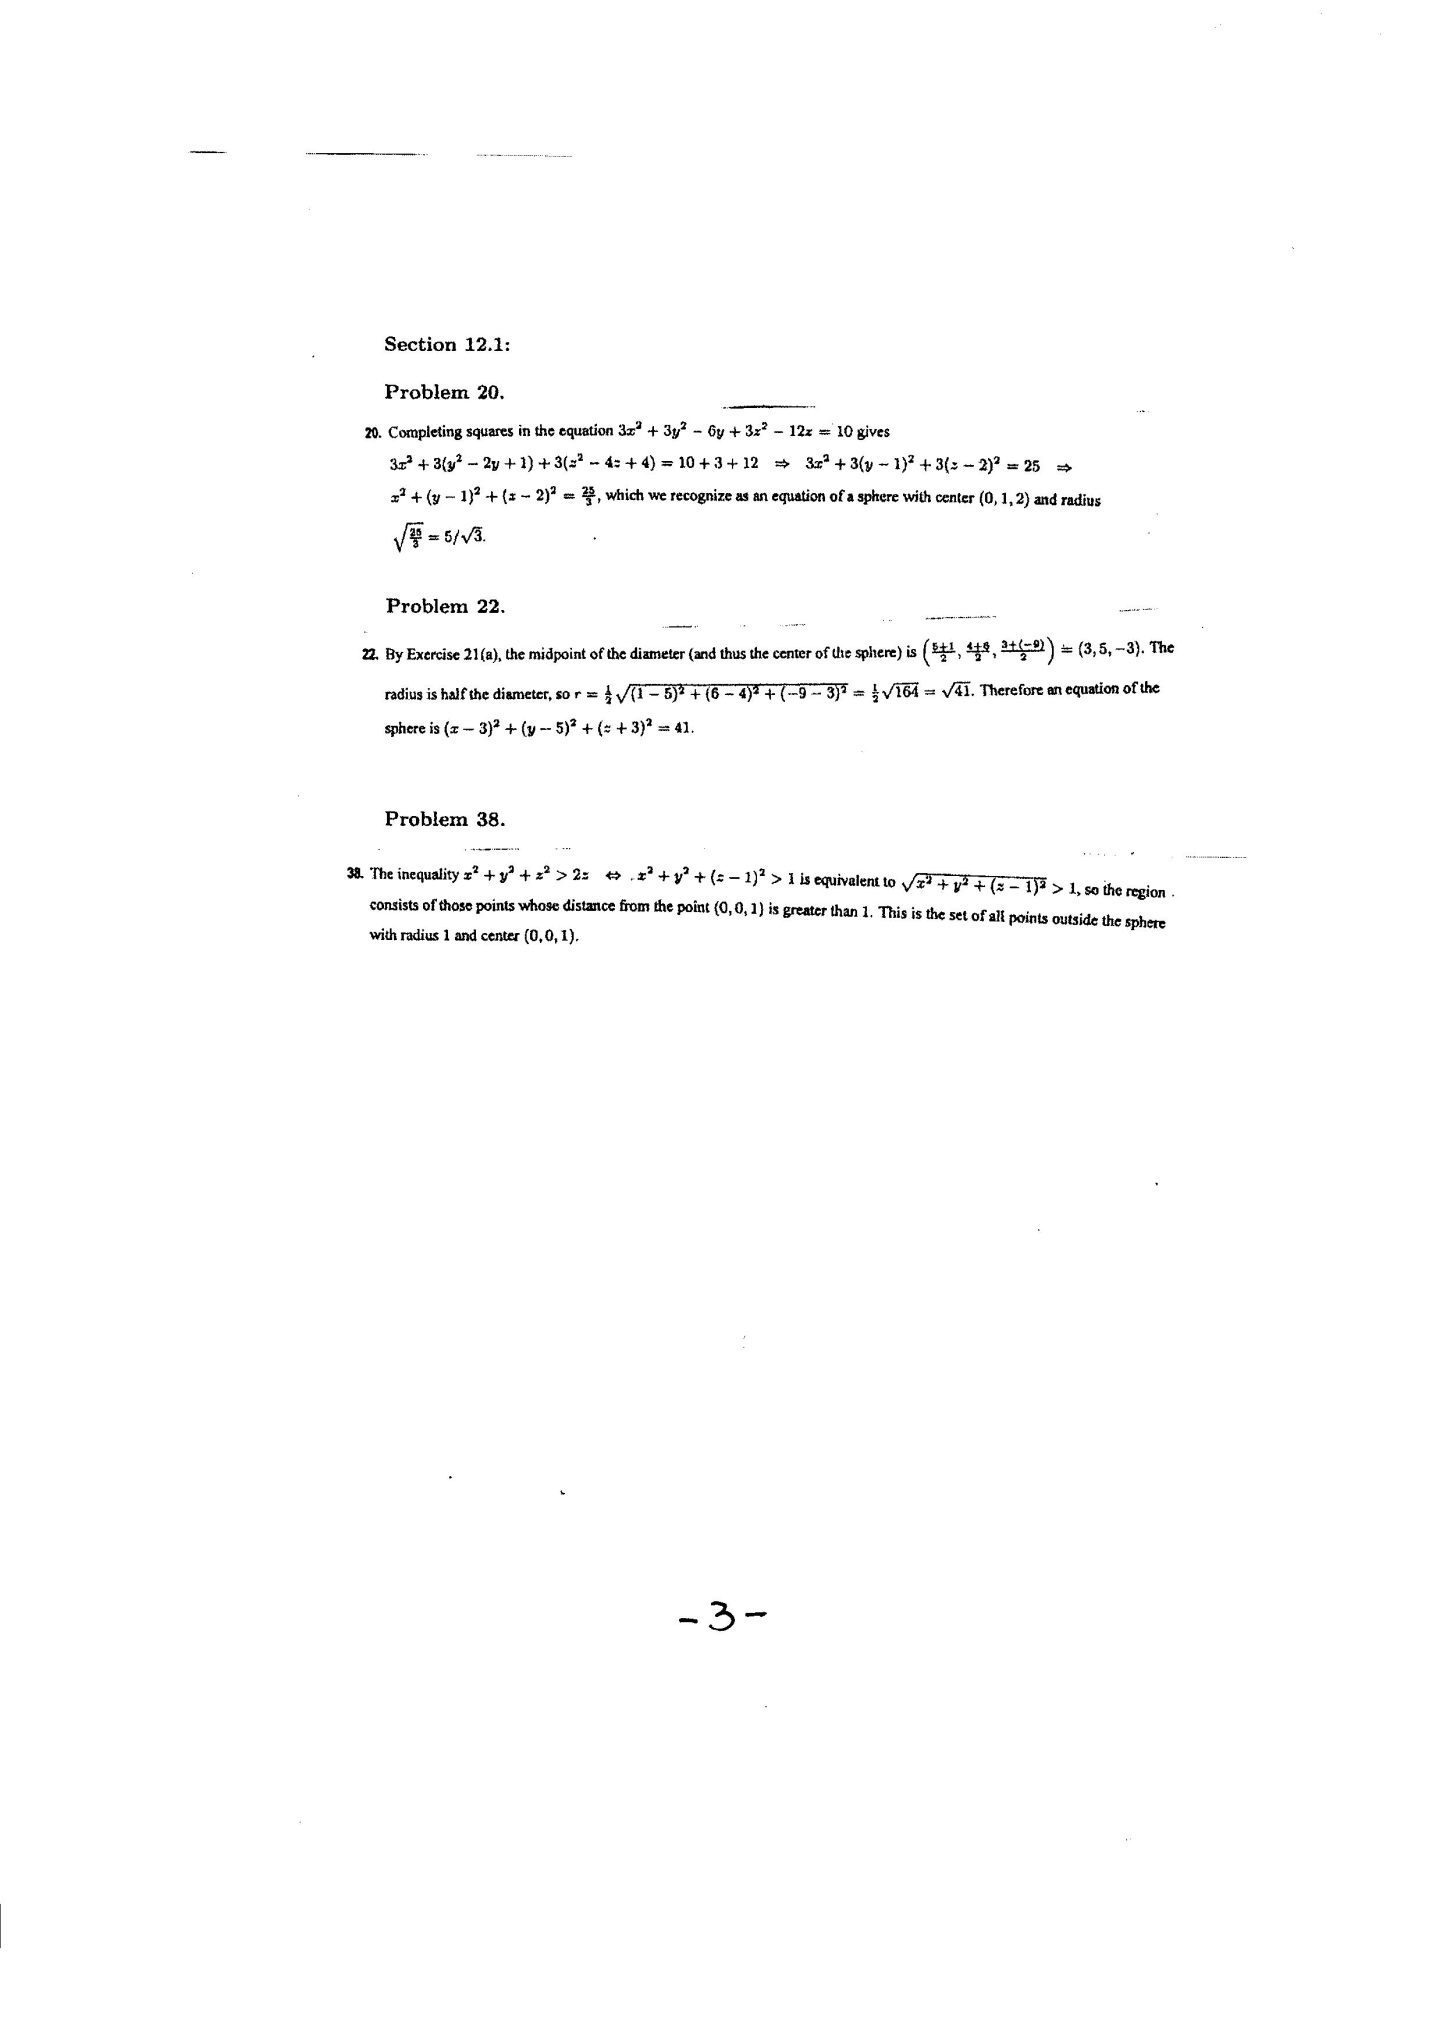 Section 12.1:
Problem 20.
20. Completing squares in the equation 3x² + 3y² − 6y + 3z² − 12z = 10 gives
3x² + 3(y² − 2y + 1) + 3(z² − 4z + 4) = 10 + 3 + 12 ⇒ 3x² + 3(y − 1)² + 3(z − 2)² = 25 ⇒
x² + (y − 1)² + (z − 2)² = 25/3, which we recognize as an equation of a sphere with center (0, 1, 2) and radius
√(25/3) = 5/√3.
Problem 22.
22. By Exercise 21(a), the midpoint of the diameter (and thus the center of the sphere) is ((5+1)/2, (4+6)/2, (3+(−9))/2) = (3, 5, −3). The
radius is half the diameter, so r = ½√((1 − 5)² + (6 − 4)² + (−9 − 3)²) = ½√164 = √41. Therefore an equation of the
sphere is (x − 3)² + (y − 5)² + (z + 3)² = 41.
Problem 38.
38. The inequality x² + y² + z² > 2z ⇔ x² + y² + (z − 1)² > 1 is equivalent to √(x² + y² + (z − 1)²) > 1, so the region
consists of those points whose distance from the point (0, 0, 1) is greater than 1. This is the set of all points outside the sphere
with radius 1 and center (0, 0, 1).
-3-